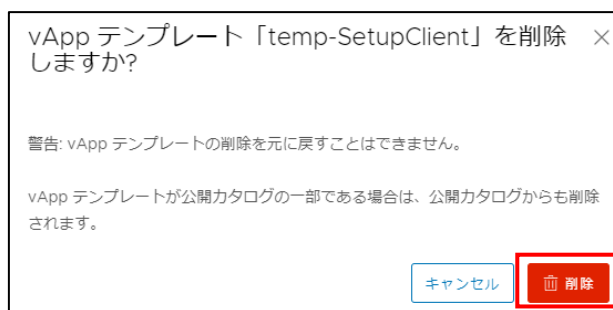 vApp テンプレート「temp-SetupClient」を削除
しますか?
警告: vApp テンプレートの削除を元に戻すことはできません。
vApp テンプレートが公開カタログの一部である場合は、公開カタログからも削除
されます。
キャンセル
削除